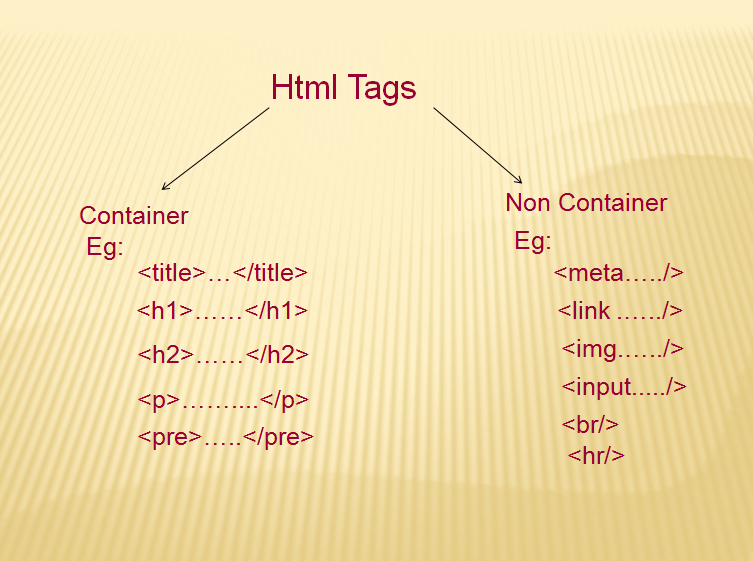 Html Tags
Container
Eg:
<title>…</title>
<h1>……</h1>
<h2>……</h2>
<p>………...</p>
<pre>…..</pre>
Non Container
Eg:
<meta…../>
<link ....../>
<img....../>
<input...../>
<br/>
<hr/>